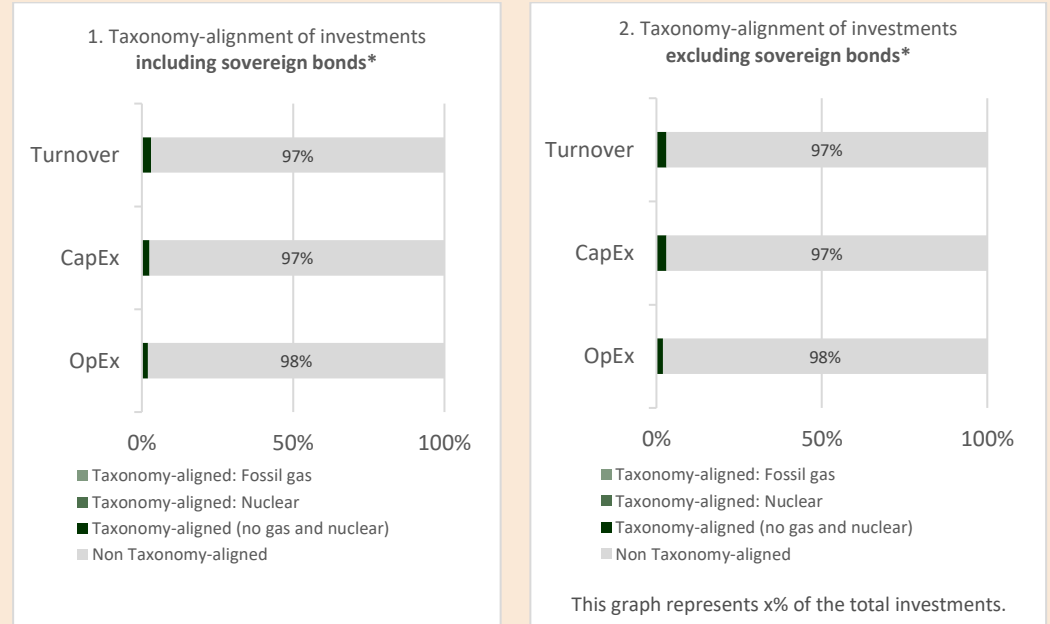 1. Taxonomy-alignment of investments
including sovereign bonds*
Turnover
97%
CapEx
97%
OpEx
98%
0%
50%
100%
Taxonomy-aligned: Fossil gas
Taxonomy-aligned: Nuclear
Taxonomy-aligned (no gas and nuclear)
Non Taxonomy-aligned
2. Taxonomy-alignment of investments
excluding sovereign bonds*
Turnover
97%
CapEx
97%
OpEx
98%
0%
50%
100%
Taxonomy-aligned: Fossil gas
Taxonomy-aligned: Nuclear
Taxonomy-aligned (no gas and nuclear)
Non Taxonomy-aligned
This graph represents x% of the total investments.